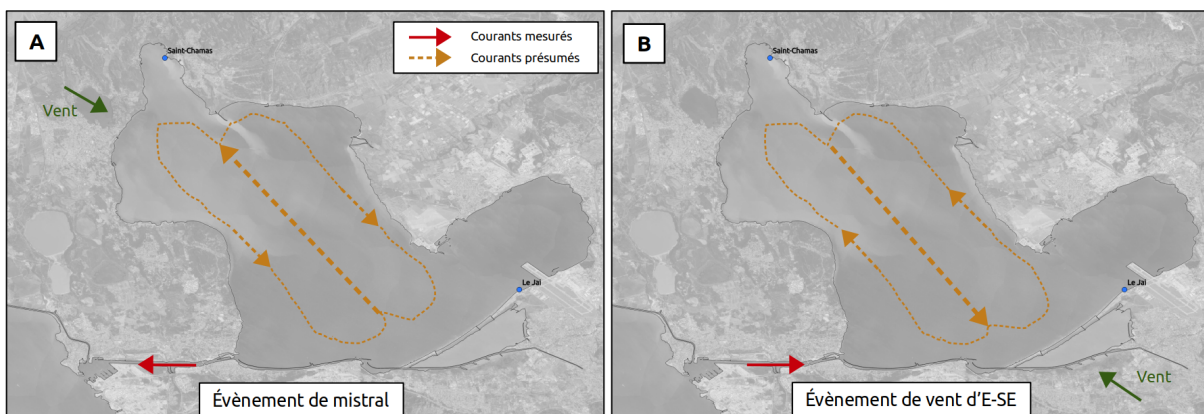 A
Saint-Chamas
Courants mesurés
Courants présumés
Vent
Le Jaï
Évènement de mistral
B
Saint-Chamas
Le Jaï
Vent
Évènement de vent d'E-SE